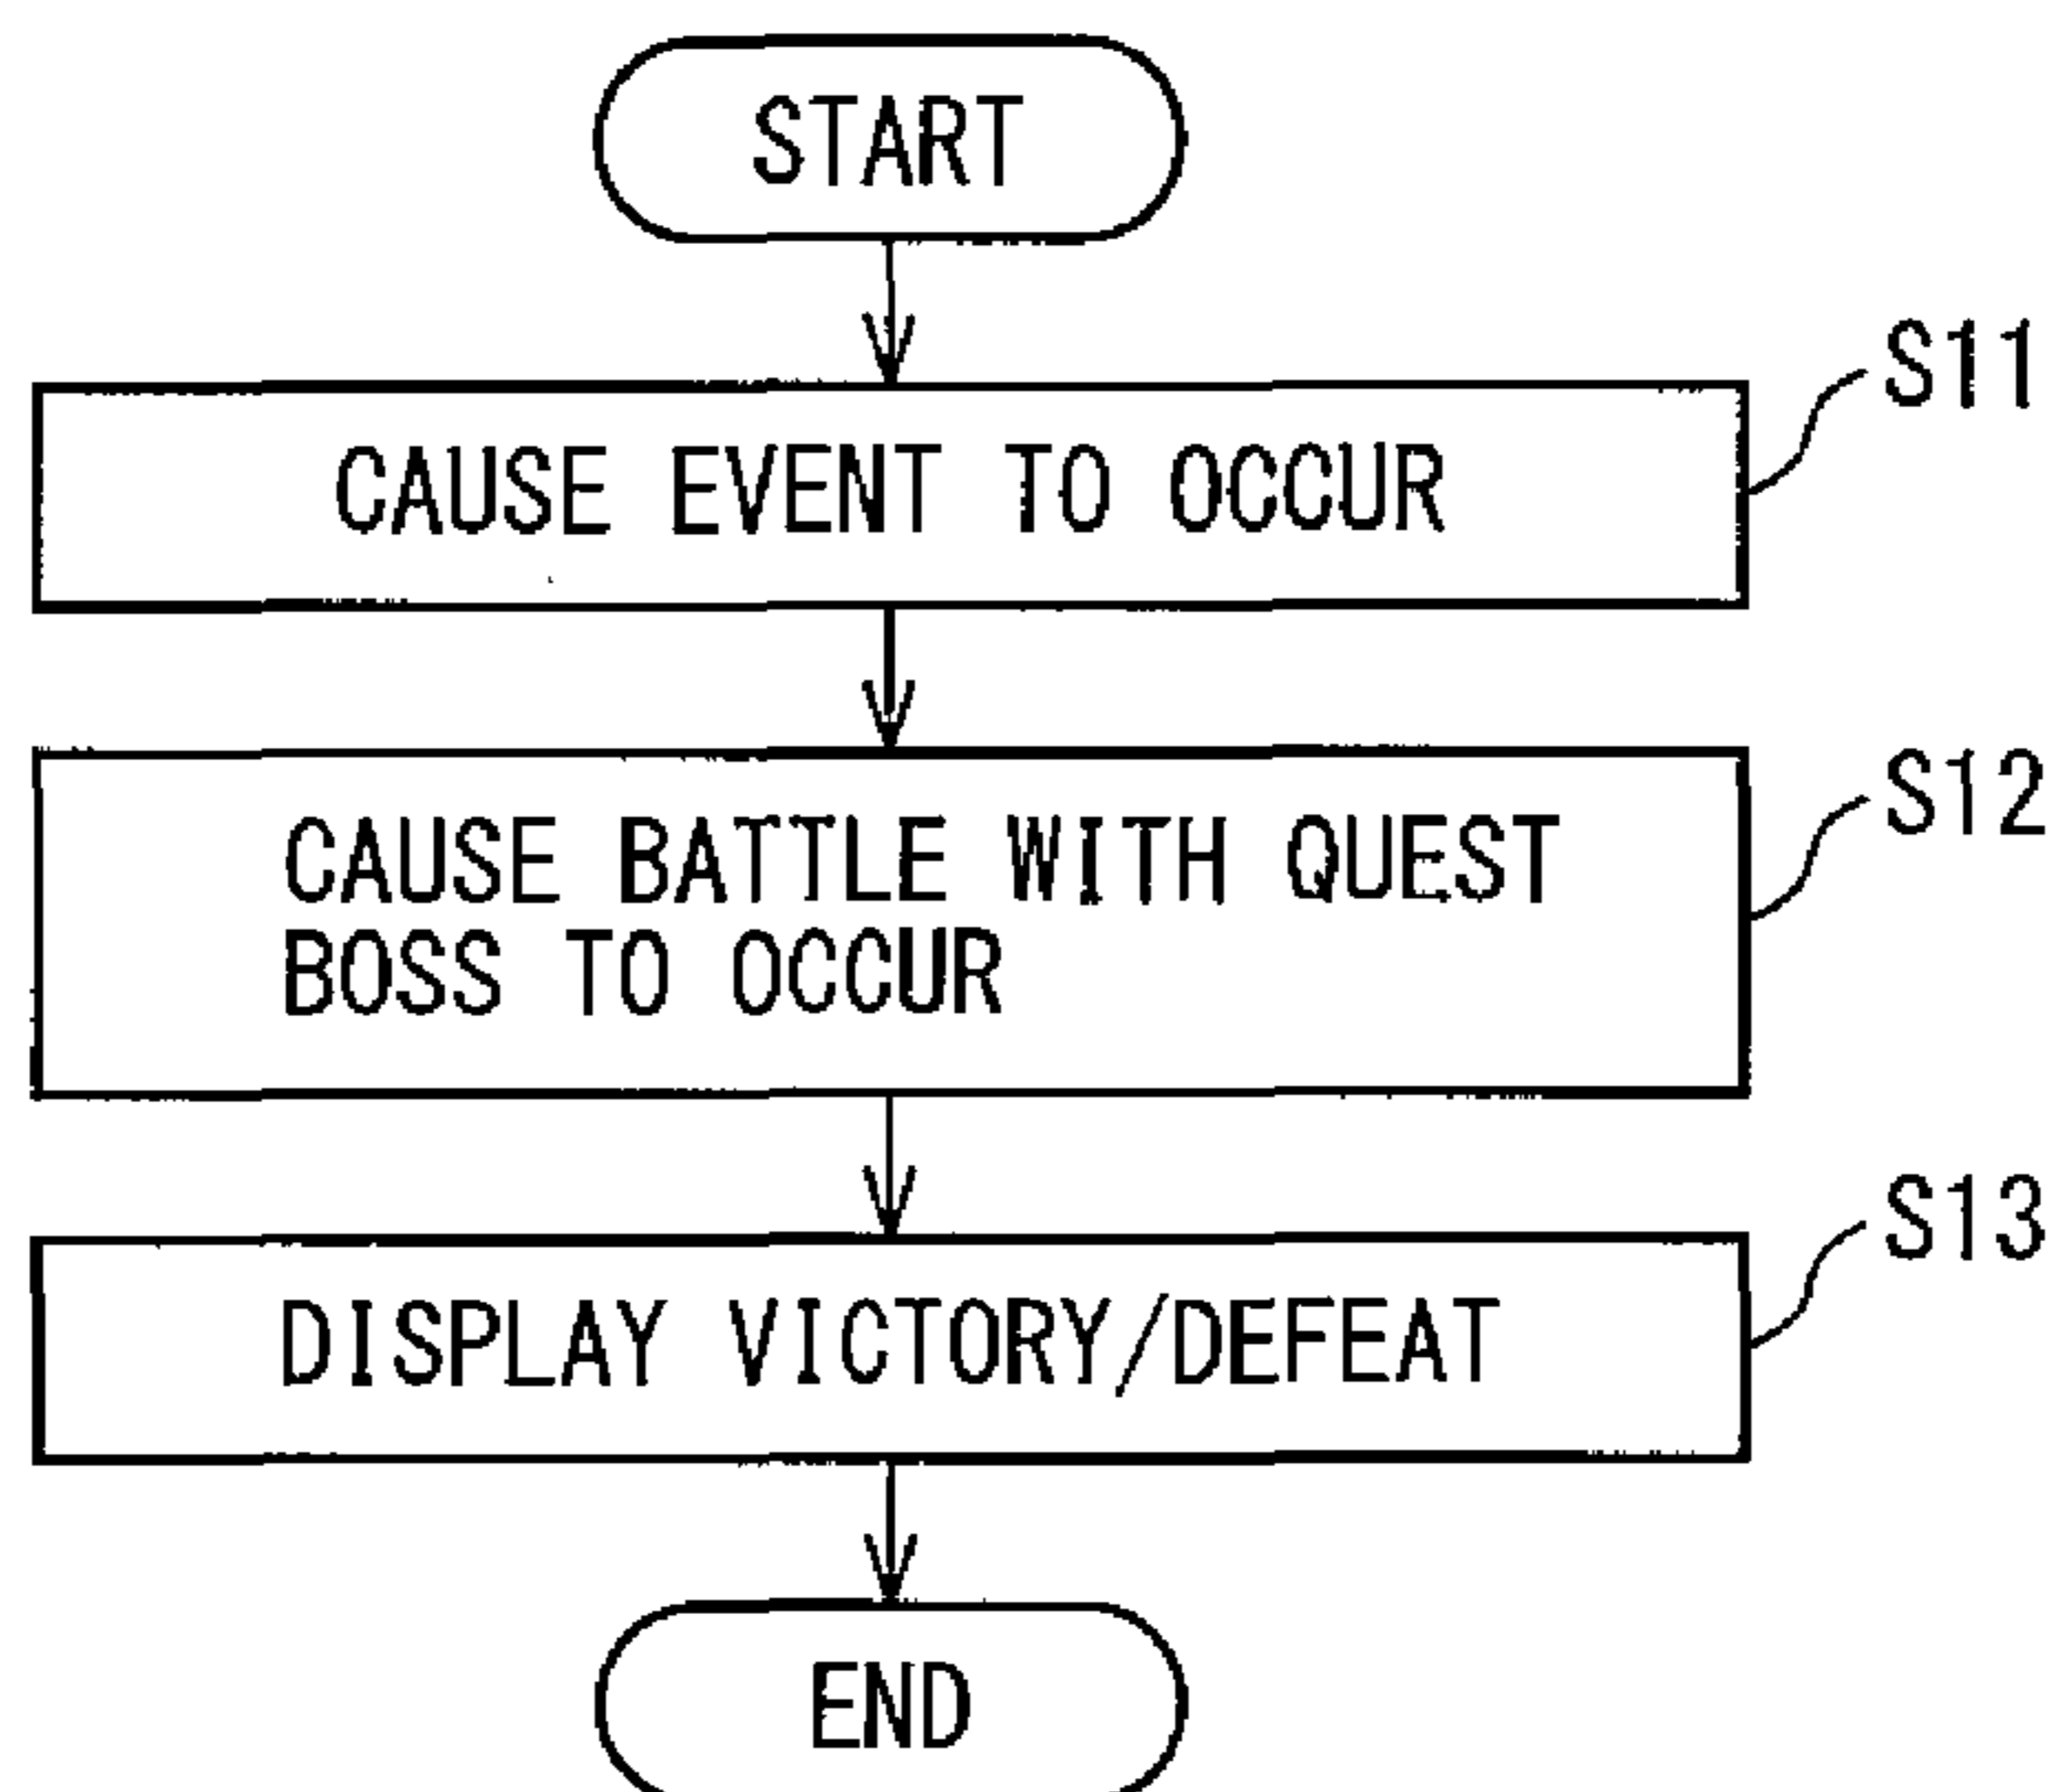 START
S11
CAUSE EVENT TO OCCUR
S12
CAUSE BATTLE WITH QUEST
BOSS TO OCCUR
S13
DISPLAY VICTORY/DEFEAT
END